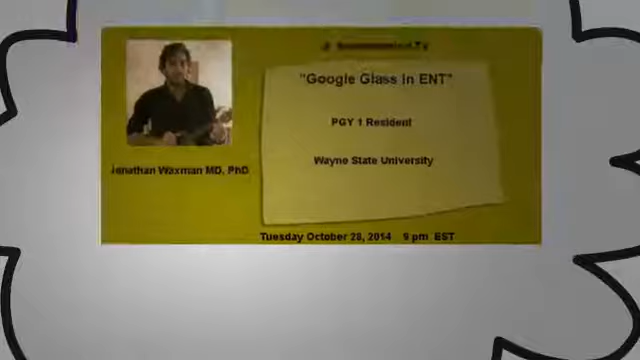 "Google Glass in ENT"
PGY 1 Resident
Wayne State University
Jonathan Waxman MD, PhD
Tuesday October 28, 2014 9 pm EST